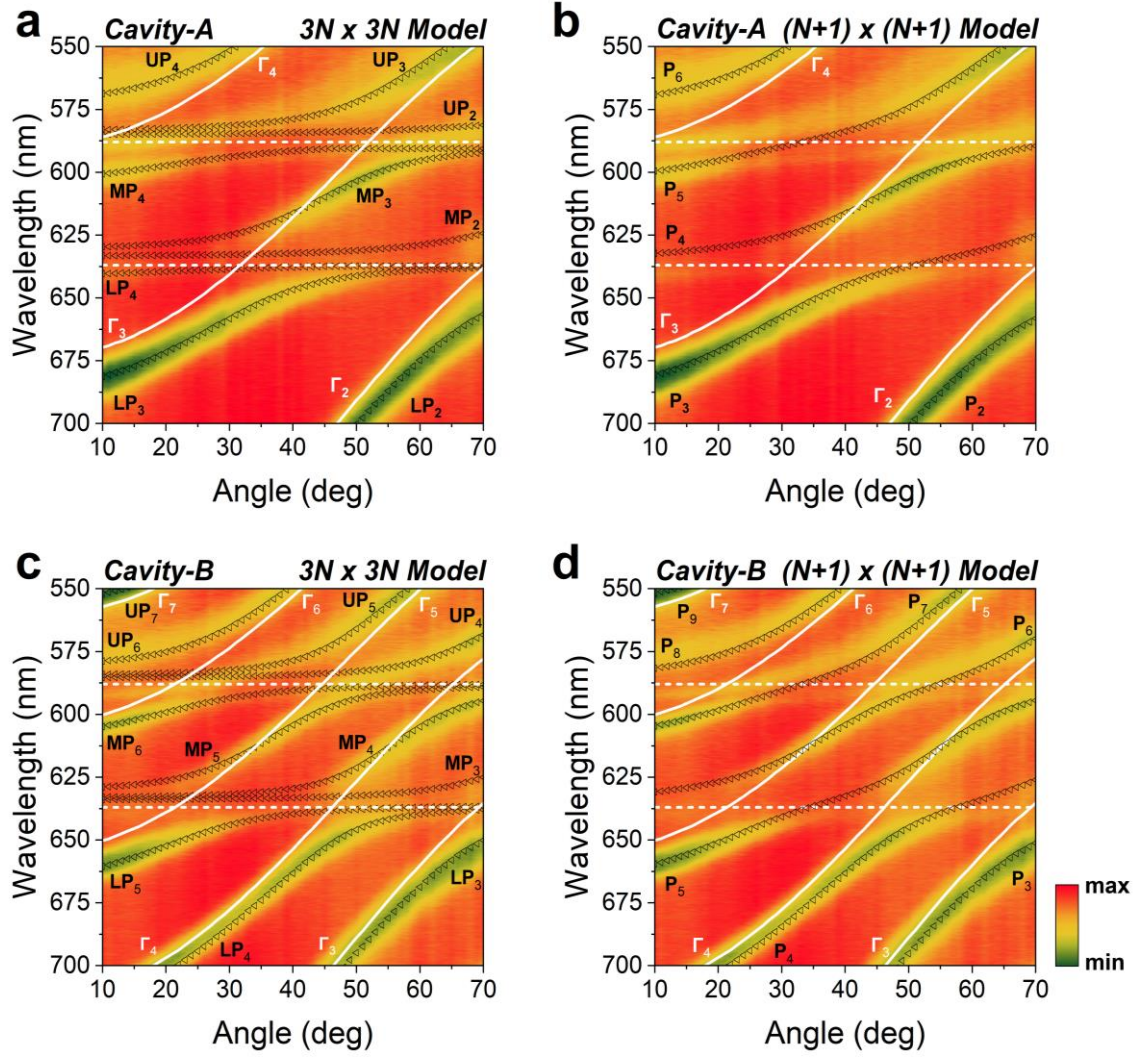 a
Cavity-A 3N x 3N Model
550
575
600
625
650
675
700
Wavelength (nm)
UP4
Γ4
UP3
UP2
MP4
MP3
MP2
LP4
Γ3
LP3
Γ2
LP2
10 20 30 40 50 60 70
Angle (deg)
b
Cavity-A (N+1) x (N+1) Model
550
575
600
625
650
675
700
Wavelength (nm)
P6
Γ4
P5
P4
Γ3
P3
Γ2
P2
10 20 30 40 50 60 70
Angle (deg)
c
Cavity-B 3N x 3N Model
550
575
600
625
650
675
700
Wavelength (nm)
UP7
Γ7
Γ6
UP5
Γ5
UP4
UP6
MP6
MP5
MP4
MP3
LP5
LP3
Γ4
LP4
Γ3
10 20 30 40 50 60 70
Angle (deg)
d
Cavity-B (N+1) x (N+1) Model
550
575
600
625
650
675
700
Wavelength (nm)
P9
Γ7
Γ6
P7
Γ5
P6
P8
P5
P3
Γ4
P4
Γ3
10 20 30 40 50 60 70
Angle (deg)
max
min